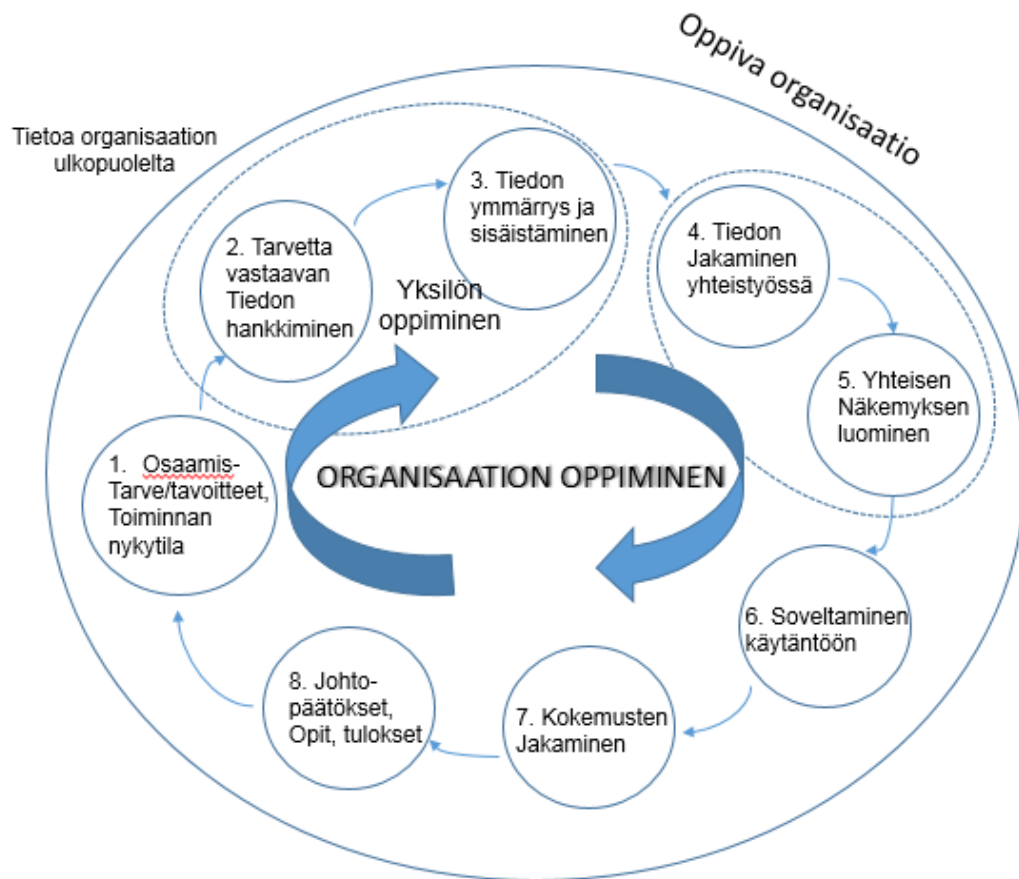 Oppiva organisaatio
Tietoa organisaation
ulkopuolelta
3. Tiedon
ymmärrys ja
sisäistäminen
2. Tarvetta
vastaavan
Tiedon
hankkiminen
4. Tiedon
Jakaminen
yhteistyössä
Yksilön
oppiminen
5. Yhteisen
Näkemyksen
luominen
1. Osaamis-
Tarve/tavoitteet,
Toiminnan
nykytila
ORGANISAATION OPPIMINEN
6. Soveltaminen
käytäntöön
7. Kokemusten
Jakaminen
8. Johto-
päätökset,
Opit, tulokset